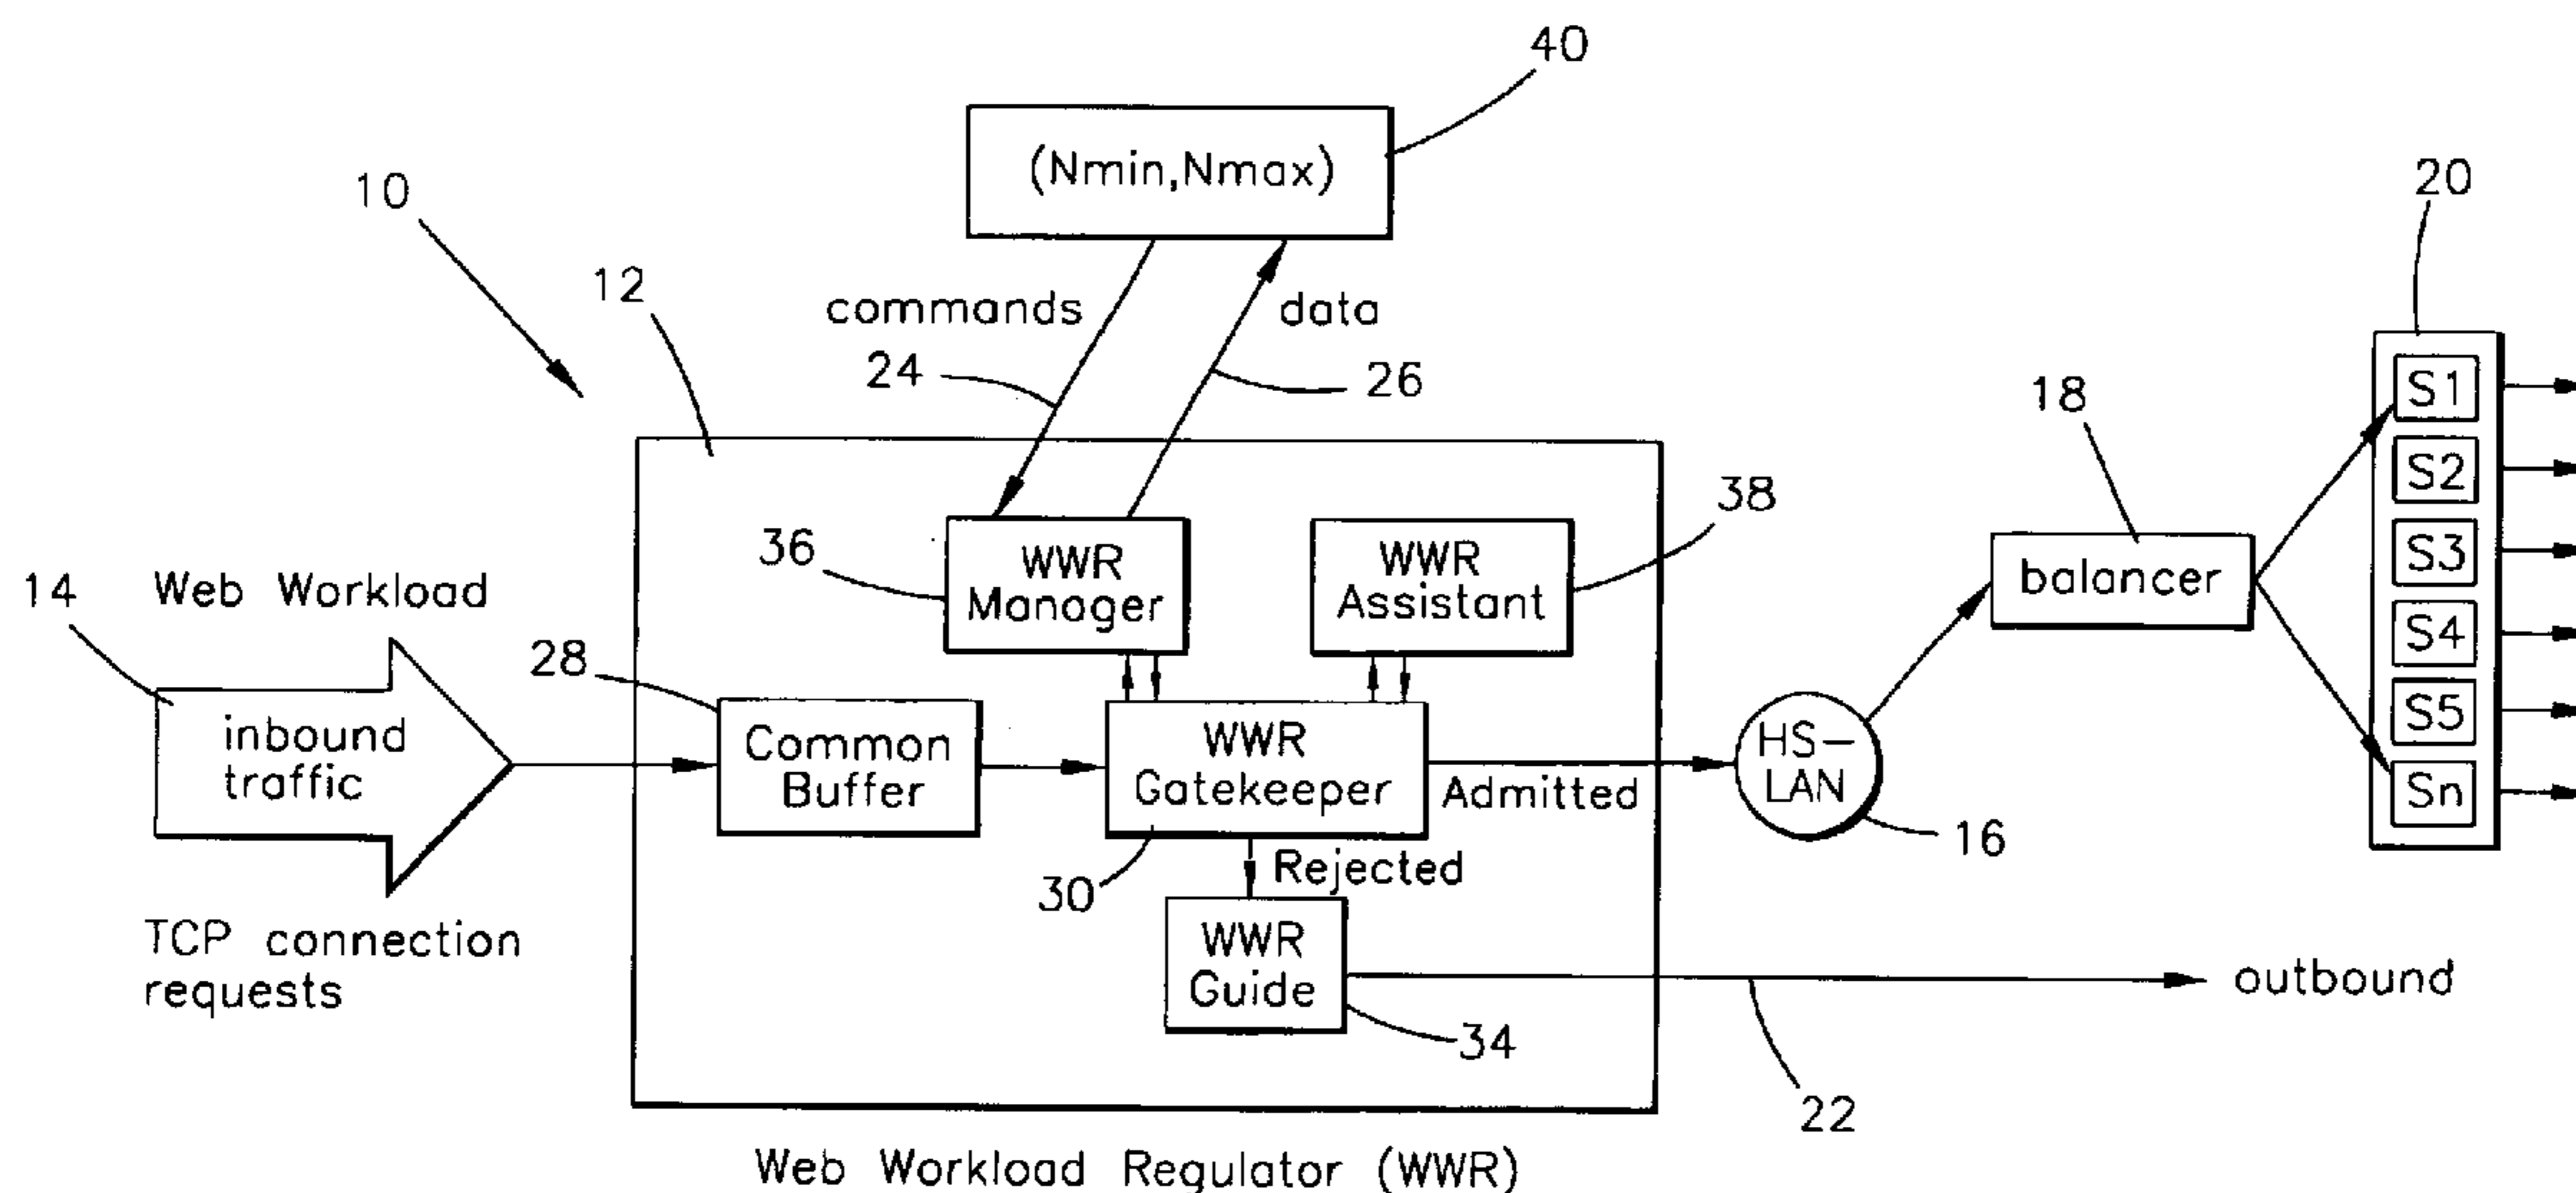 40
(Nmin,Nmax)
10
20
12
commands
data
24
26
18
S1
S2
S3
S4
S5
Sn
36
WWR
Manager
WWR
Assistant
38
balancer
14
Web Workload
28
inbound
traffic
Common
Buffer
WWR
Gatekeeper
Admitted
HS-
LAN
16
30
Rejected
TCP connection
requests
WWR
Guide
34
outbound
22
Web Workload Regulator (WWR)